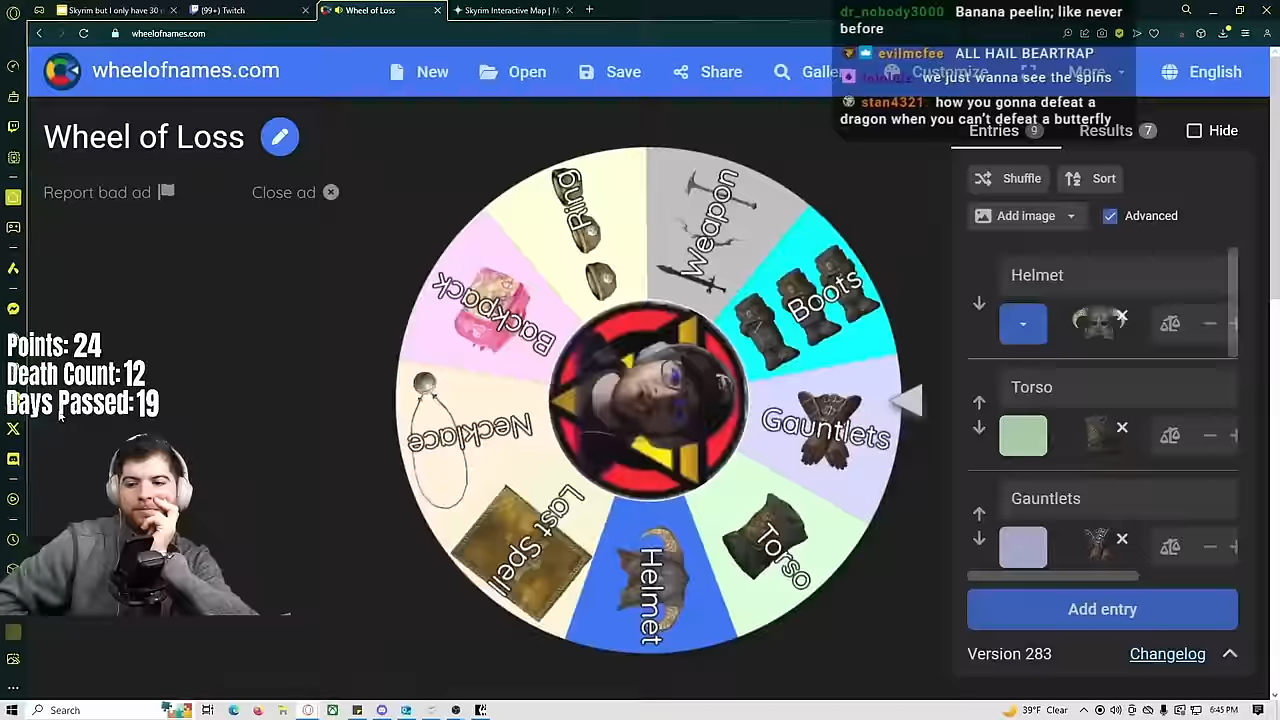 Skyrim but I only have 30
(99+) Twitch
Wheel of Loss
Skyrim Interactive Map | M
wheelofnames.com
dr_nobody3000 Banana peelin; like never
before
evilmcfee ALL HAIL BEARTRAP
we just wanna see the spins
stan4321 how you gonna defeat a
dragon when you can't defeat a butterfly
wheelofnames.com
New
Open
Save
Share
Customize
More
English
Wheel of Loss
Report bad ad
Close ad
Entries 9
Results 7
Hide
Shuffle
Sort
Add image
Advanced
Helmet
Torso
Gauntlets
Add entry
Version 283
Changelog
Ring
Weapon
Boots
Gauntlets
Torso
Helmet
Last Spell
Necklace
Backpack
Points: 24
Death Count: 12
Days Passed: 19
Search
39°F Clear
6:45 PM